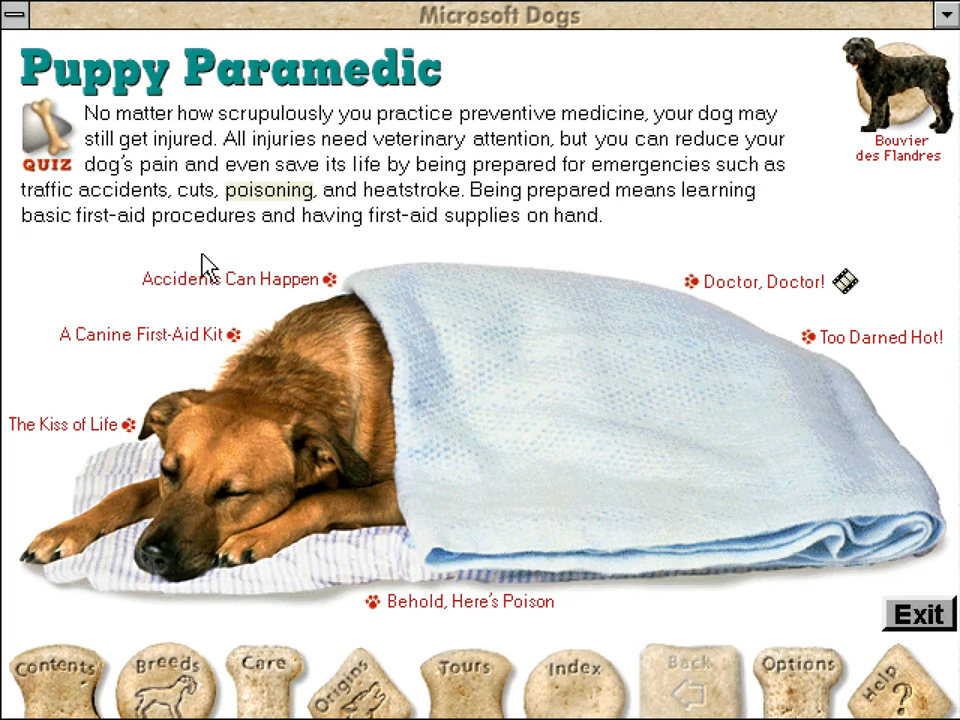 Microsoft Dogs
Puppy Paramedic
No matter how scrupulously you practice preventive medicine, your dog may
still get injured. All injuries need veterinary attention, but you can reduce your
QUIZ dog's pain and even save its life by being prepared for emergencies such as
traffic accidents, cuts, poisoning, and heatstroke. Being prepared means learning
basic first-aid procedures and having first-aid supplies on hand.
Bouvier
des Flandres
Accidents Can Happen
Doctor, Doctor!
A Canine First-Aid Kit
Too Darned Hot!
The Kiss of Life
Behold, Here's Poison
Exit
Contents
Breeds
Care
Origins
Tours
Index
Back
Options
Help